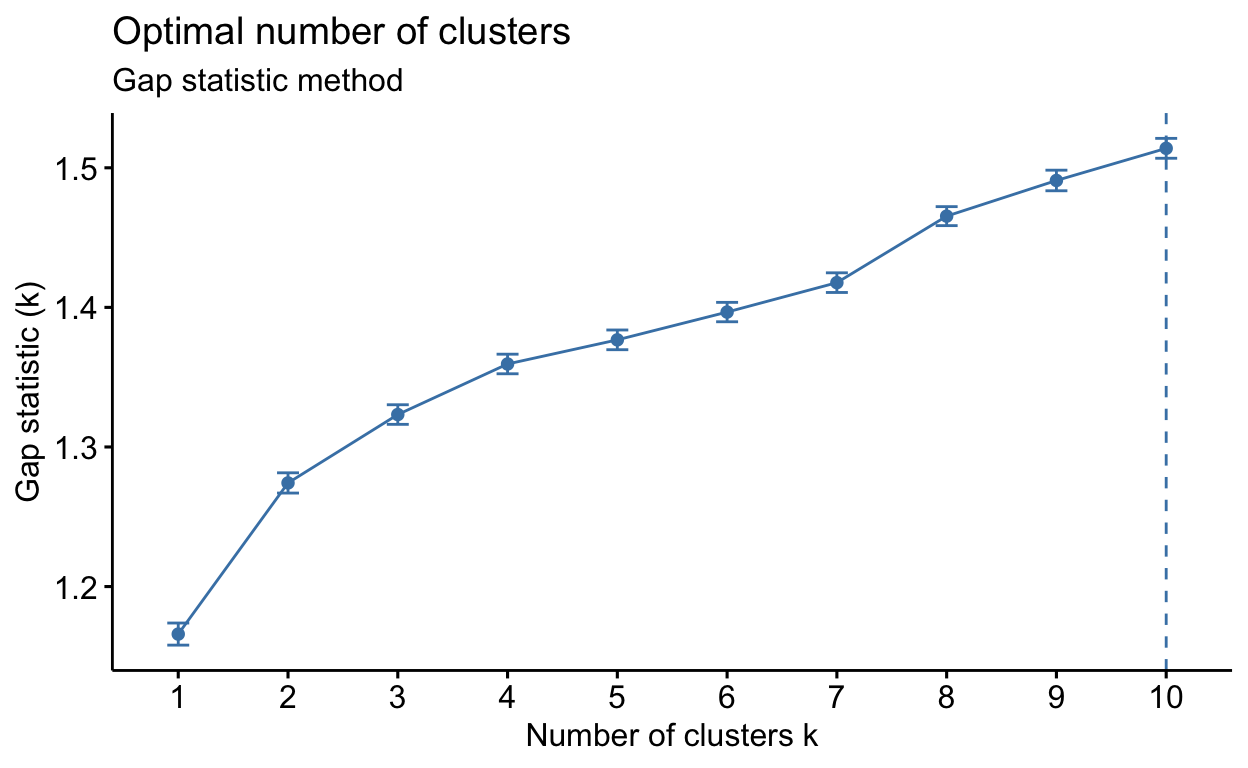 Optimal number of clusters
Gap statistic method
Gap statistic (k)
1.5
1.4
1.3
1.2
1 2 3 4 5 6 7 8 9 10
Number of clusters k